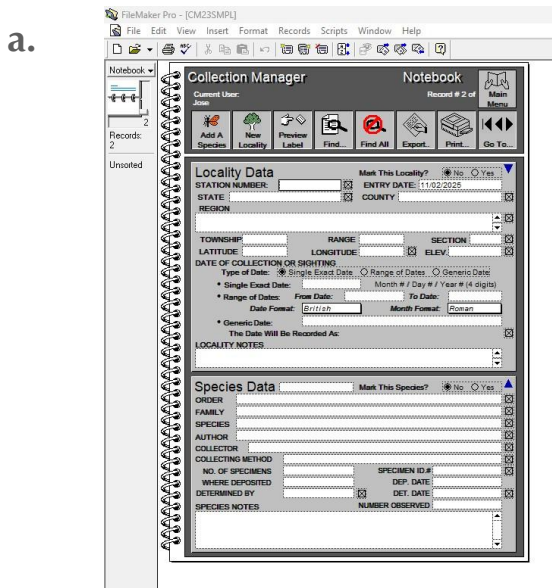 a.
FileMaker Pro - [CM23SMPL]
File Edit View Insert Format Records Scripts Window Help
Notebook
2
Records:
2
Unsorted
Collection Manager Notebook
Current User: Record # 2 of
Jose
Main
Menu
Add A
Species
New
Locality
Preview
Label
Find...
Find All
Export..
Print...
Go To...
Locality Data Mark This Locality? No Yes
STATION NUMBER: ENTRY DATE: 11/02/2025
STATE COUNTY
REGION
TOWNSHIP RANGE SECTION
LATITUDE LONGITUDE ELEV.
DATE OF COLLECTION OR SIGHTING
Type of Date: Single Exact Date Range of Dates Generic Date
* Single Exact Date: Month # / Day # / Year # (4 digits)
* Range of Dates: From Date: To Date:
Date Format: British Month Format: Roman
* Generic Date:
The Date Will Be Recorded As:
LOCALITY NOTES
Species Data Mark This Species? No Yes
ORDER
FAMILY
SPECIES
AUTHOR
COLLECTOR
COLLECTING METHOD
NO. OF SPECIMENS SPECIMEN ID.#
WHERE DEPOSITED DEP. DATE
DETERMINED BY DET. DATE
SPECIES NOTES NUMBER OBSERVED